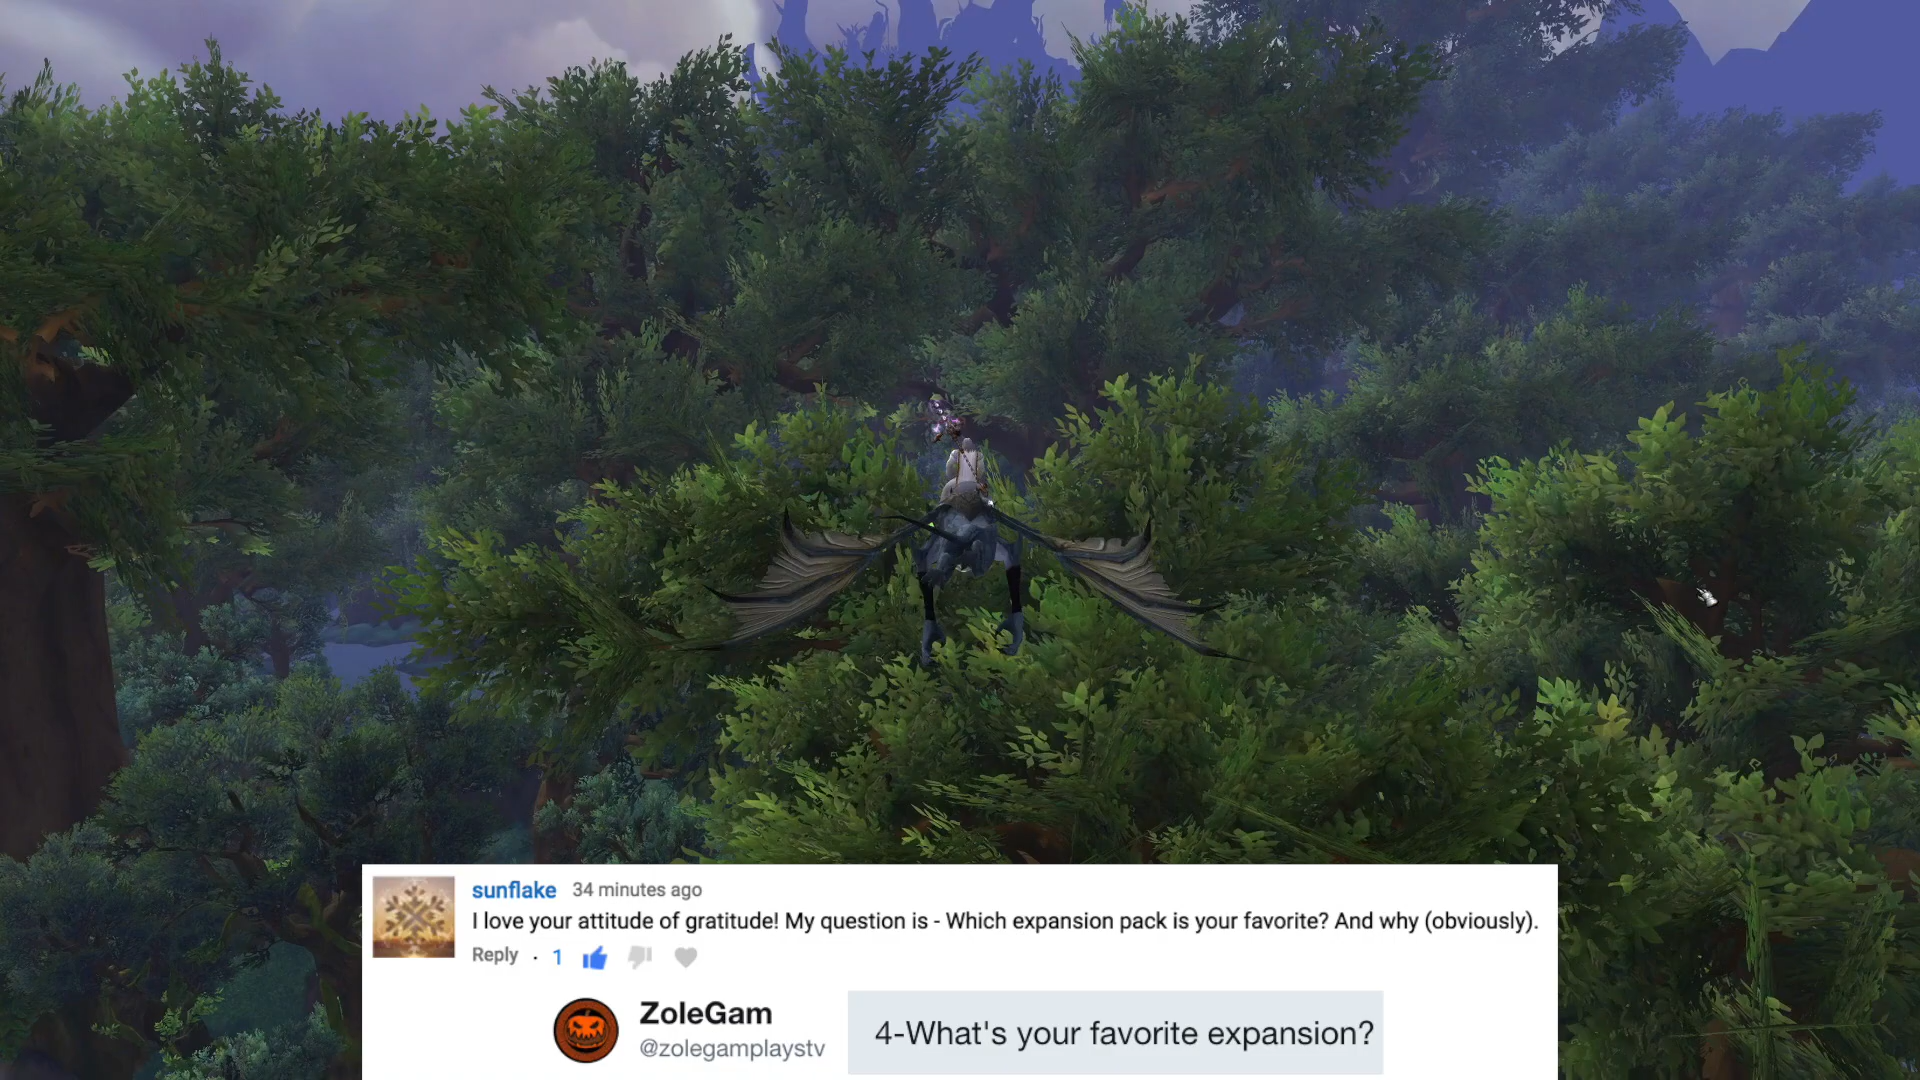 sunflake 34 minutes ago
I love your attitude of gratitude! My question is - Which expansion pack is your favorite? And why (obviously).
Reply · 1
ZoleGam
@zolegamplaystv
4-What's your favorite expansion?